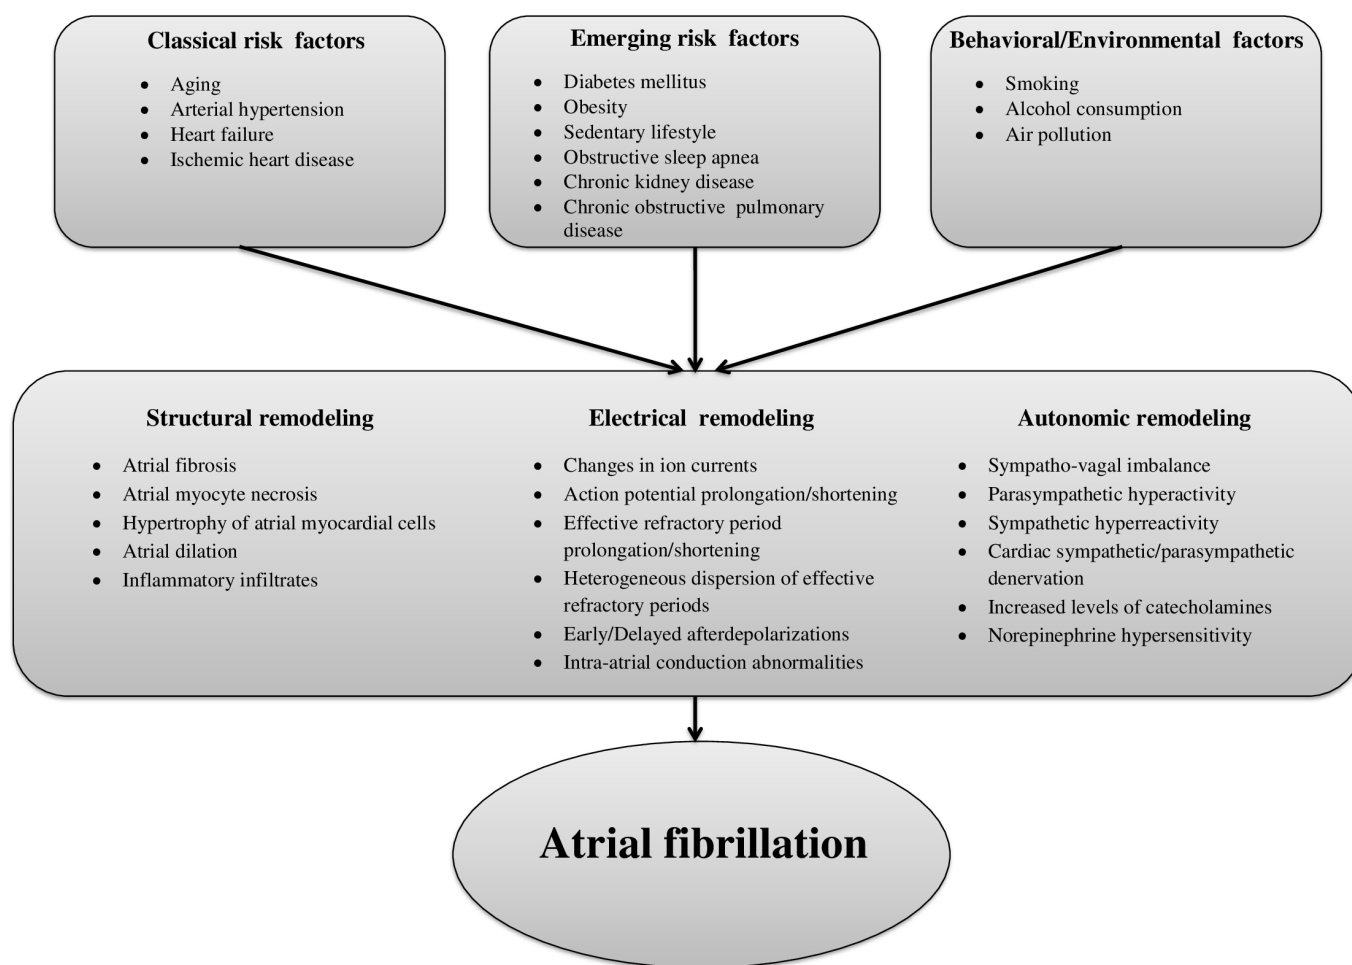 Classical risk factors
• Aging
• Arterial hypertension
• Heart failure
• Ischemic heart disease
Emerging risk factors
• Diabetes mellitus
• Obesity
• Sedentary lifestyle
• Obstructive sleep apnea
• Chronic kidney disease
• Chronic obstructive pulmonary
disease
Behavioral/Environmental factors
• Smoking
• Alcohol consumption
• Air pollution
Structural remodeling
• Atrial fibrosis
• Atrial myocyte necrosis
• Hypertrophy of atrial myocardial cells
• Atrial dilation
• Inflammatory infiltrates
Electrical remodeling
• Changes in ion currents
• Action potential prolongation/shortening
• Effective refractory period
prolongation/shortening
• Heterogeneous dispersion of effective
refractory periods
• Early/Delayed afterdepolarizations
• Intra-atrial conduction abnormalities
Autonomic remodeling
• Sympatho-vagal imbalance
• Parasympathetic hyperactivity
• Sympathetic hyperreactivity
• Cardiac sympathetic/parasympathetic
denervation
• Increased levels of catecholamines
• Norepinephrine hypersensitivity
Atrial fibrillation